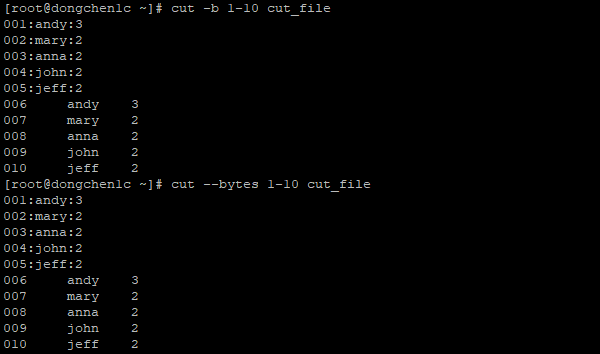 [root@dongchenlc ~]# cut -b 1-10 cut_file
001:andy:3
002:mary:2
003:anna:2
004:john:2
005:jeff:2
006     andy    3
007     mary    2
008     anna    2
009     john    2
010     jeff    2
[root@dongchenlc ~]# cut --bytes 1-10 cut_file
001:andy:3
002:mary:2
003:anna:2
004:john:2
005:jeff:2
006     andy    3
007     mary    2
008     anna    2
009     john    2
010     jeff    2